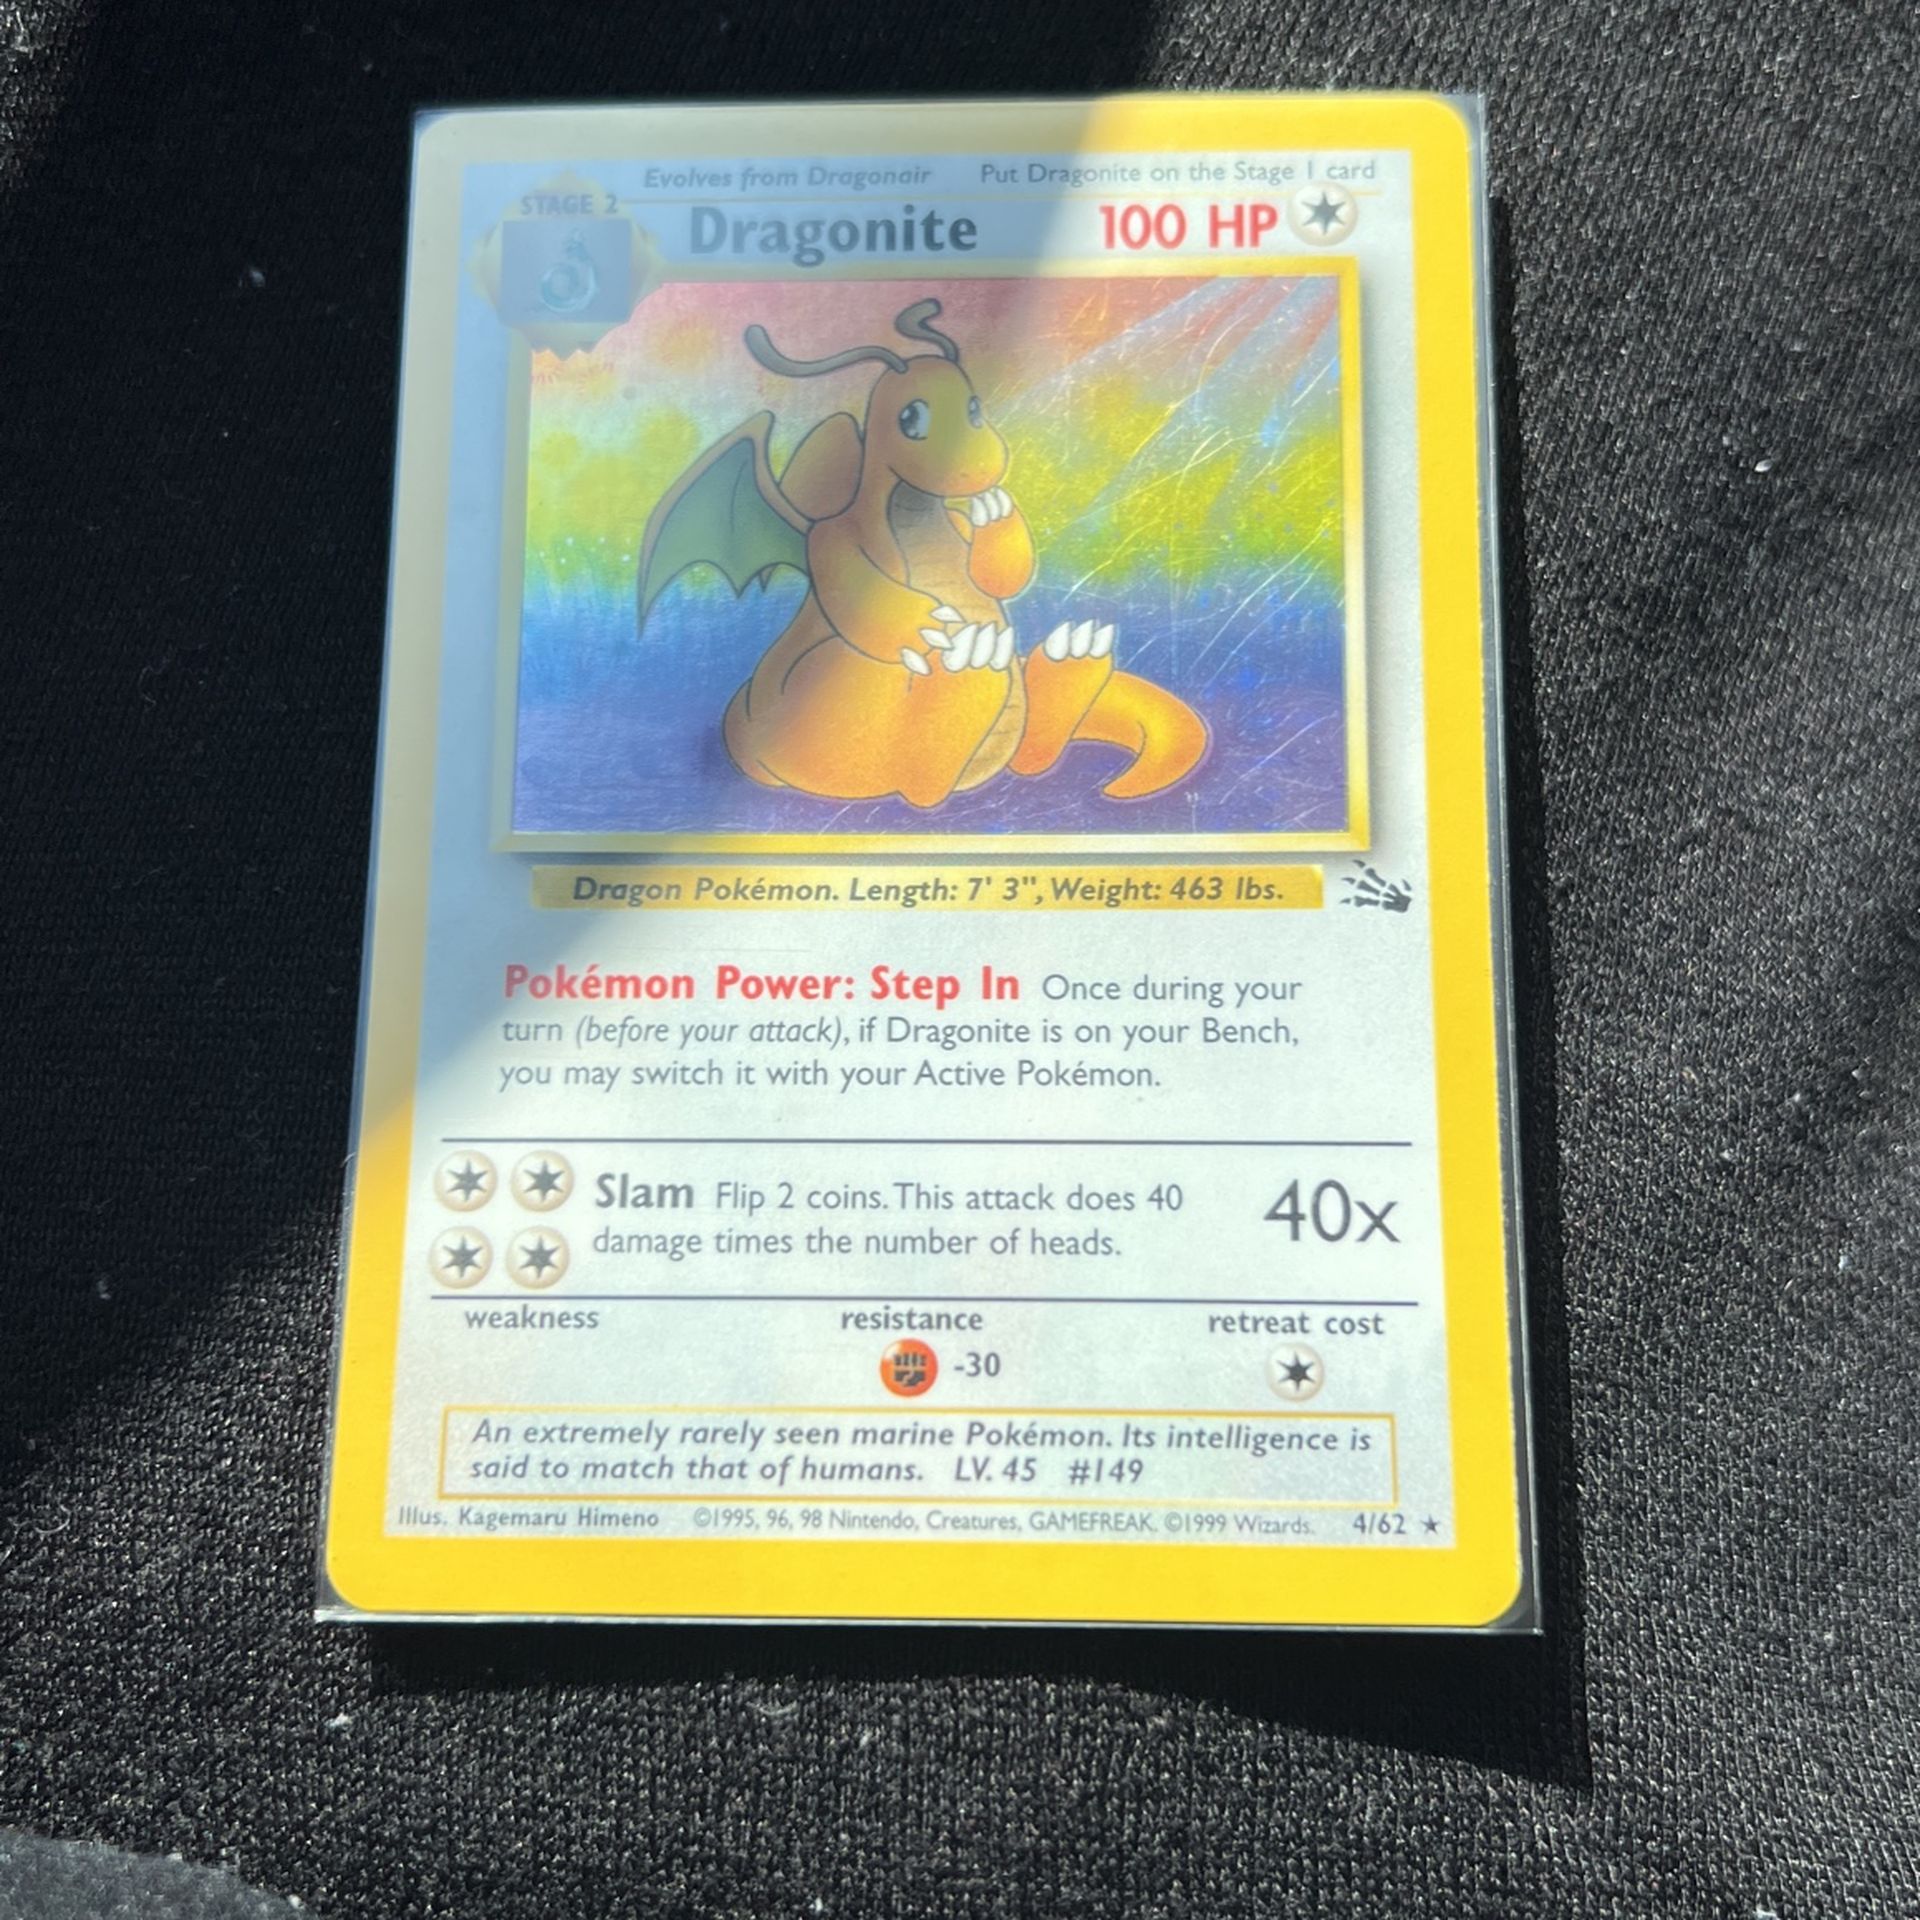 Evolves from Dragonair Put Dragonite on the Stage 1 card
STAGE 2
Dragonite 100 HP
Dragon Pokémon. Length: 7' 3", Weight: 463 lbs.
Pokémon Power: Step In Once during your
turn (before your attack), if Dragonite is on your Bench,
you may switch it with your Active Pokémon.
Slam Flip 2 coins. This attack does 40
damage times the number of heads.
40x
weakness resistance retreat cost
-30
An extremely rarely seen marine Pokémon. Its intelligence is
said to match that of humans. LV. 45 #149
Illus. Kagemaru Himeno ©1995, 96, 98 Nintendo, Creatures, GAMEFREAK. ©1999 Wizards. 4/62 ★